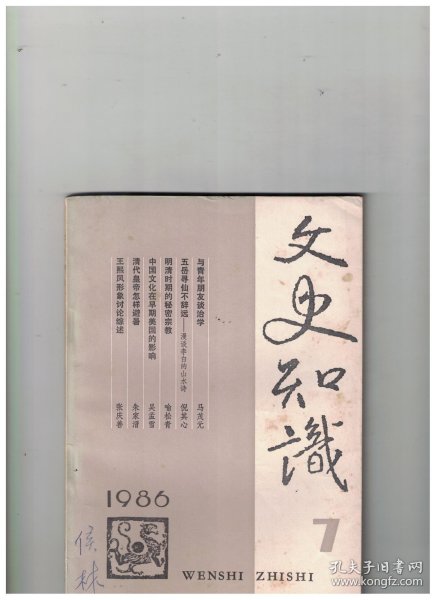 文史知識
7
与青年朋友谈治学 马茂元
五岳寻仙不辞远——漫谈李白的山水诗 倪其心
明清时期的秘密宗教 喻松青
中国文化在早期美国的影响 吴孟雪
清代皇帝怎样避暑 朱家溍
王熙凤形象讨论综述 张庆善
1986
侯林
WENSHI ZHISHI
孔夫子旧书网